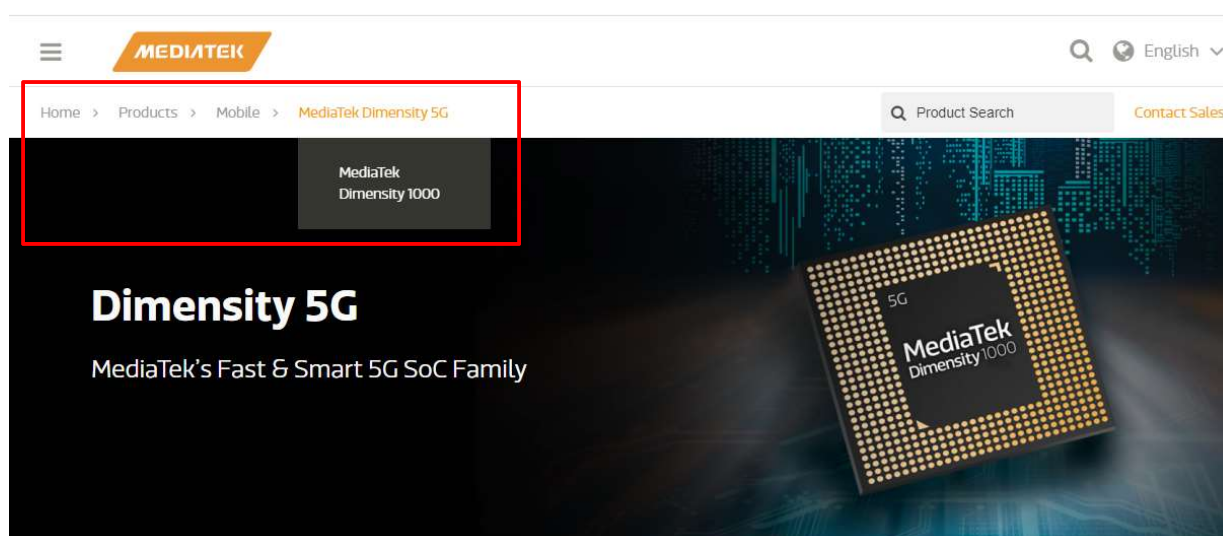 MEDIATEK
English
Home > Products > Mobile > MediaTek Dimensity 5G
Product Search
Contact Sales
MediaTek
Dimensity 1000
Dimensity 5G
MediaTek's Fast & Smart 5G SoC Family
5G
MediaTek
Dimensity 1000